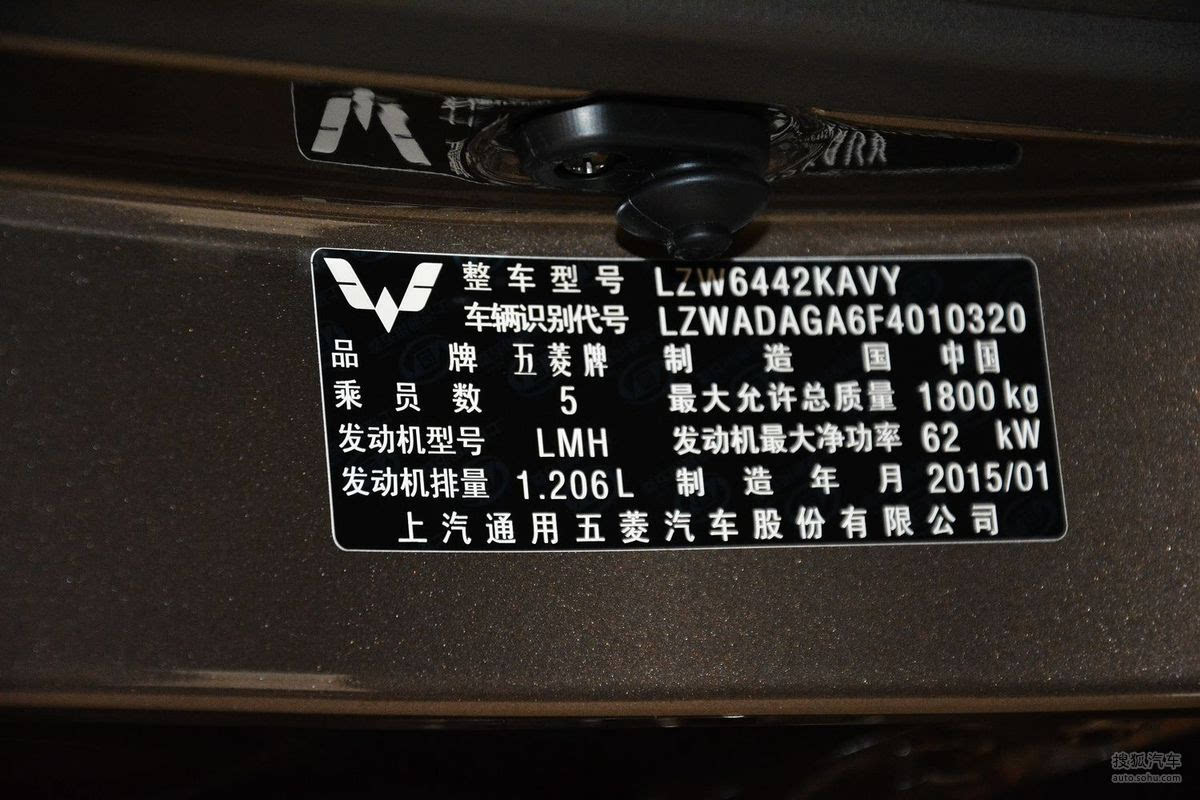 整车型号 LZW6442KAVY
车辆识别代号 LZWADAGA6F4010320
品牌 五菱牌 制造国 中国
乘员数 5 最大允许总质量 1800 kg
发动机型号 LMH 发动机最大净功率 62 kW
发动机排量 1.206L 制造年月 2015/01
上汽通用五菱汽车股份有限公司
搜狐汽车
auto.sohu.com